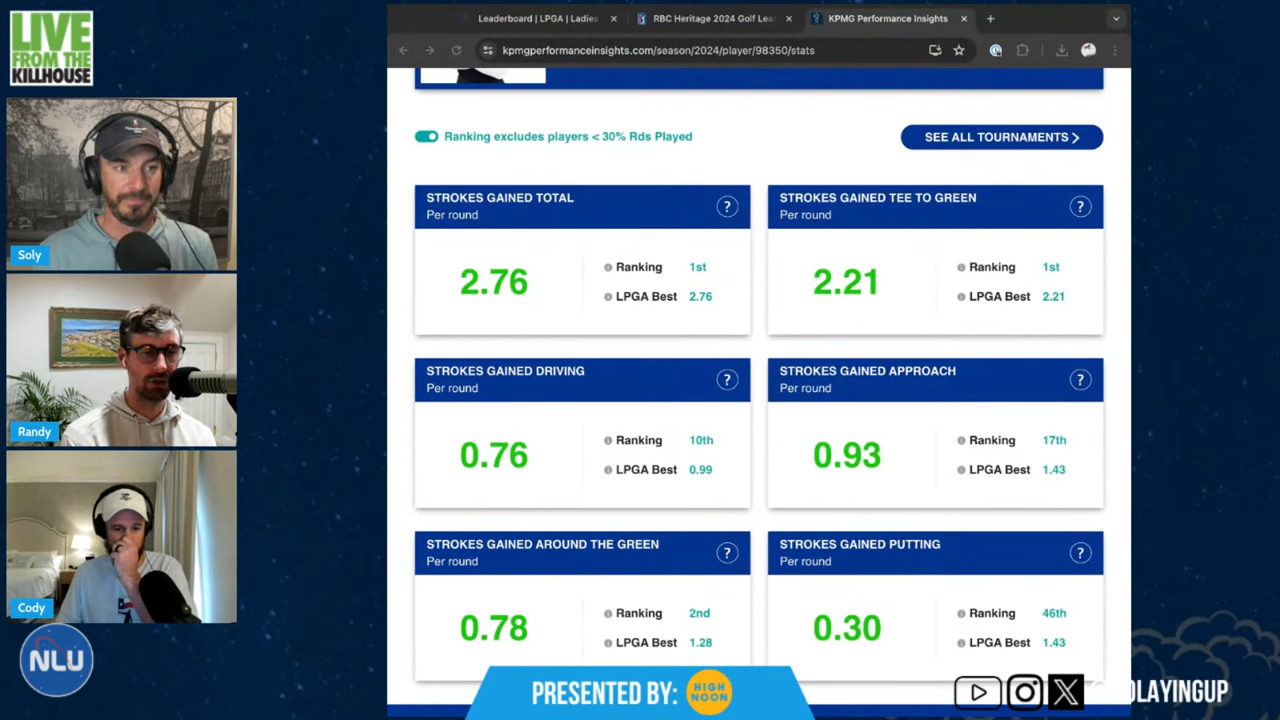 LIVE
FROM THE
KILLHOUSE
Leaderboard | LPGA | Ladies
RBC Heritage 2024 Golf Lea
KPMG Performance Insights
kpmgperformanceinsights.com/season/2024/player/98350/stats
Ranking excludes players < 30% Rds Played
SEE ALL TOURNAMENTS >
STROKES GAINED TOTAL
Per round
?
2.76
Ranking 1st
LPGA Best 2.76
STROKES GAINED TEE TO GREEN
Per round
?
2.21
Ranking 1st
LPGA Best 2.21
STROKES GAINED DRIVING
Per round
?
0.76
Ranking 10th
LPGA Best 0.99
STROKES GAINED APPROACH
Per round
?
0.93
Ranking 17th
LPGA Best 1.43
STROKES GAINED AROUND THE GREEN
Per round
?
0.78
Ranking 2nd
LPGA Best 1.28
STROKES GAINED PUTTING
Per round
?
0.30
Ranking 46th
LPGA Best 1.43
Soly
Randy
Cody
NLU
PRESENTED BY:
HIGH
NOON
LAYINGUP